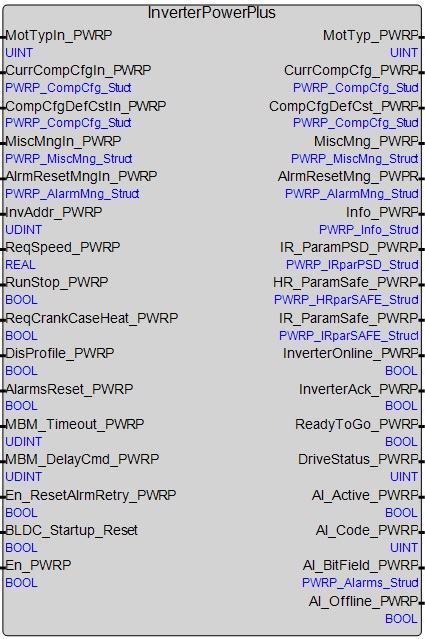 InverterPowerPlus
MotTypIn_PWRP MotTyp_PWRP
UINT UINT
CurrCompCfgIn_PWRP CurrCompCfg_PWRP
PWRP_CompCfg_Stuct PWRP_CompCfg_Stuct
CompCfgDefCstIn_PWRP CompCfgDefCst_PWRP
PWRP_CompCfg_Stuct PWRP_CompCfg_Stuct
MiscMngIn_PWRP MiscMng_PWRP
PWRP_MiscMng_Struct PWRP_MiscMng_Struct
AlrmResetMngIn_PWRP AlrmResetMng_PWPR
PWRP_AlarmMng_Struct PWRP_AlarmMng_Struct
InvAddr_PWRP Info_PWRP
UDINT PWRP_Info_Struct
ReqSpeed_PWRP IR_ParamPSD_PWRP
REAL PWRP_IRparPSD_Struct
RunStop_PWRP HR_ParamSafe_PWRP
BOOL PWRP_HRparSAFE_Struct
ReqCrankCaseHeat_PWRP IR_ParamSafe_PWRP
BOOL PWRP_IRparSAFE_Struct
DisProfile_PWRP InverterOnline_PWRP
BOOL BOOL
AlarmsReset_PWRP InverterAck_PWRP
BOOL BOOL
MBM_Timeout_PWRP ReadyToGo_PWRP
UDINT BOOL
MBM_DelayCmd_PWRP DriveStatus_PWRP
UDINT UINT
En_ResetAlrmRetry_PWRP Al_Active_PWRP
BOOL BOOL
BLDC_Startup_Reset Al_Code_PWRP
BOOL UINT
En_PWRP Al_BitField_PWRP
BOOL PWRP_Alarms_Strud
Al_Offline_PWRP
BOOL